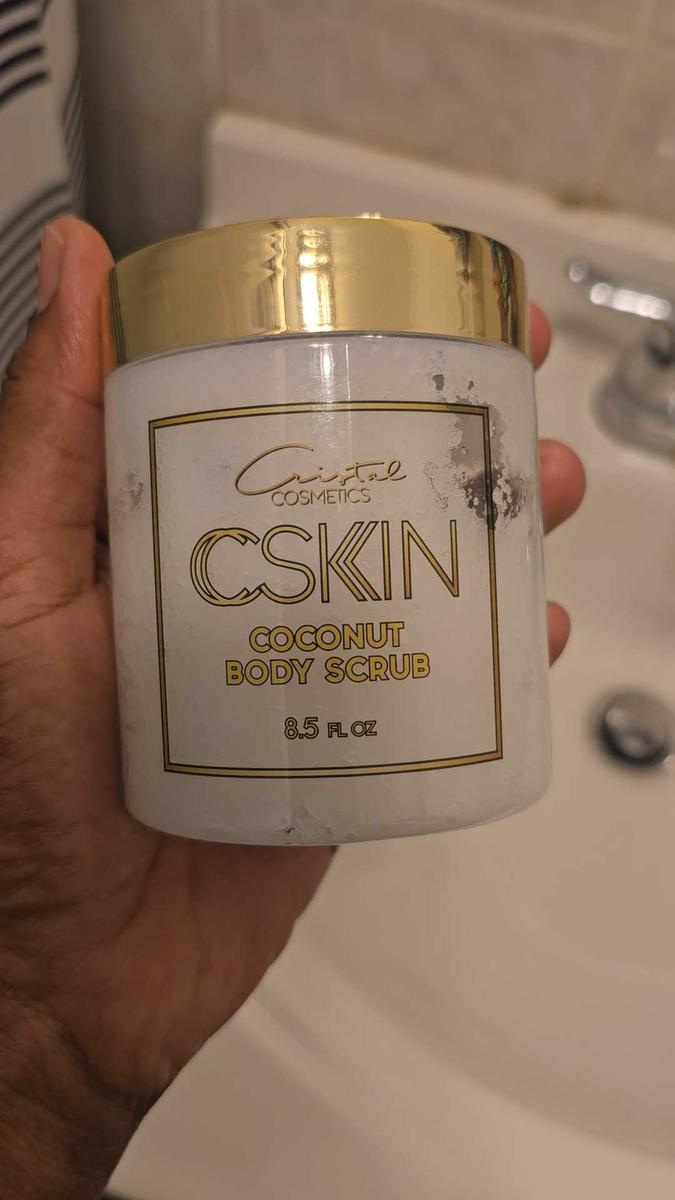 Cristal
COSMETICS
CSKIN
COCONUT
BODY SCRUB
8.5 FL OZ